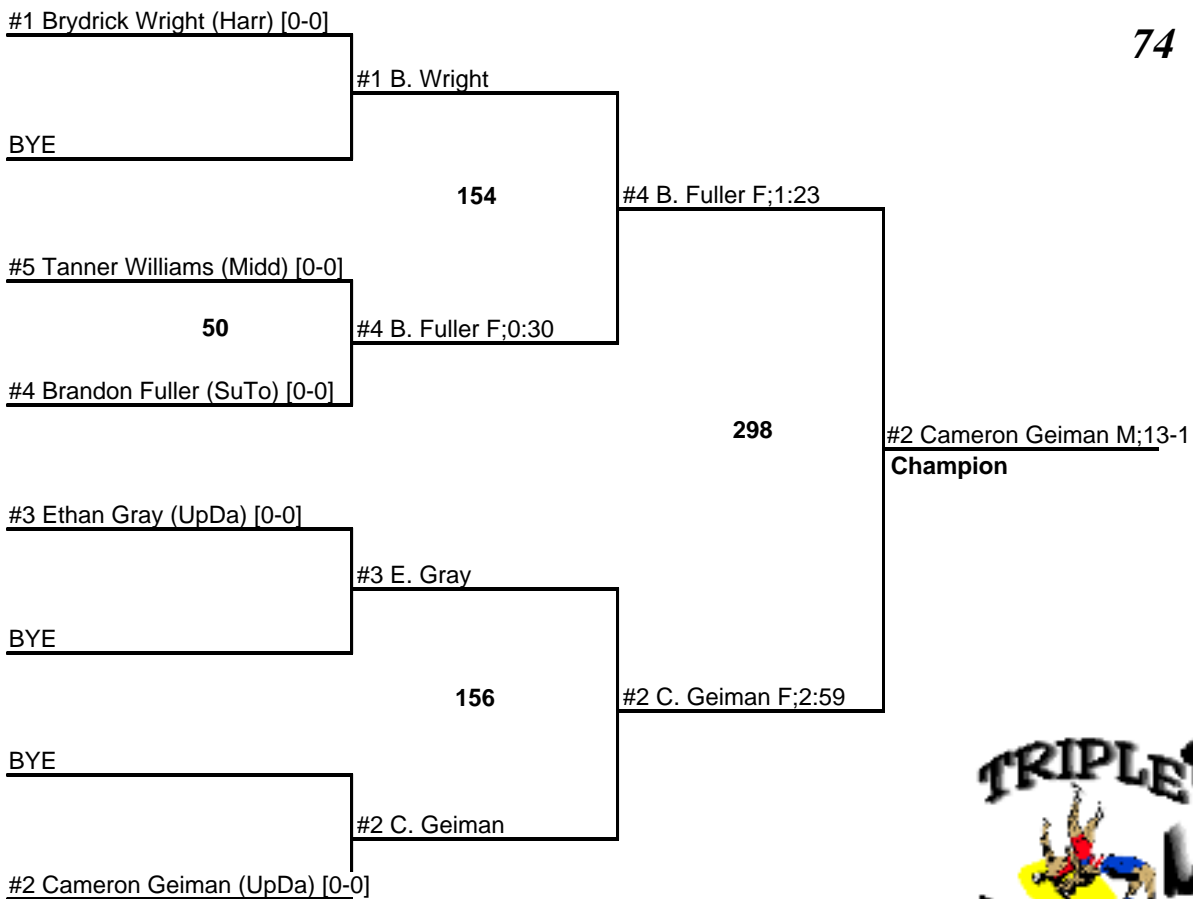 #1 Brydrick Wright (Harr) [0-0]
74
#1 B. Wright
BYE
154
#4 B. Fuller F;1:23
#5 Tanner Williams (Midd) [0-0]
50
#4 B. Fuller F;0:30
#4 Brandon Fuller (SuTo) [0-0]
298
#2 Cameron Geiman M;13-1
Champion
#3 Ethan Gray (UpDa) [0-0]
#3 E. Gray
BYE
156
#2 C. Geiman F;2:59
BYE
TRIPLE
#2 C. Geiman
#2 Cameron Geiman (UpDa) [0-0]